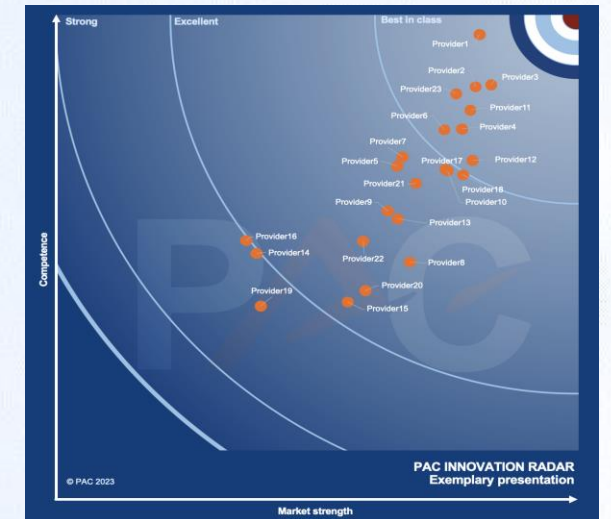 Strong
Excellent
Best in class
Provider1
Provider2
Provider3
Provider23
Provider11
Provider6
Provider4
Provider7
Provider5
Provider17
Provider12
Provider21
Provider18
Provider10
Provider9
Provider13
Provider16
Provider14
Provider22
Provider8
Provider19
Provider20
Provider15
Competence
PAC
PAC INNOVATION RADAR
Exemplary presentation
© PAC 2023
Market strength